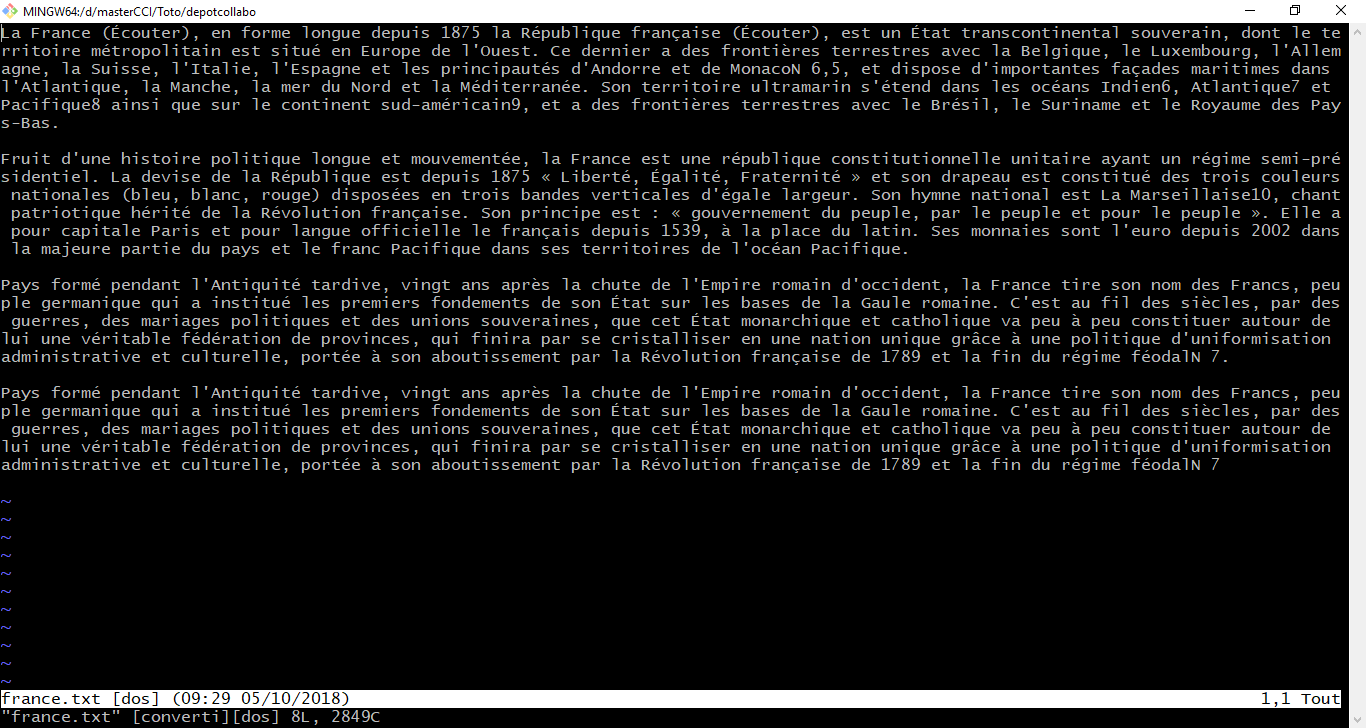 MINGW64:/d/masterCCI/Toto/depotcollabo
La France (Écouter), en forme longue depuis 1875 la République française (Écouter), est un État transcontinental souverain, dont le te
rritoire métropolitain est situé en Europe de l'Ouest. Ce dernier a des frontières terrestres avec la Belgique, le Luxembourg, l'Allem
agne, la Suisse, l'Italie, l'Espagne et les principautés d'Andorre et de MonacoN 6,5, et dispose d'importantes façades maritimes dans
l'Atlantique, la Manche, la mer du Nord et la Méditerranée. Son territoire ultramarin s'étend dans les océans Indien6, Atlantique7 et
Pacifique8 ainsi que sur le continent sud-américain9, et a des frontières terrestres avec le Brésil, le Suriname et le Royaume des Pay
s-Bas.

Fruit d'une histoire politique longue et mouvementée, la France est une république constitutionnelle unitaire ayant un régime semi-pré
sidentiel. La devise de la République est depuis 1875 « Liberté, Égalité, Fraternité » et son drapeau est constitué des trois couleurs
 nationales (bleu, blanc, rouge) disposées en trois bandes verticales d'égale largeur. Son hymne national est La Marseillaise10, chant
 patriotique hérité de la Révolution française. Son principe est : « gouvernement du peuple, par le peuple et pour le peuple ». Elle a
 pour capitale Paris et pour langue officielle le français depuis 1539, à la place du latin. Ses monnaies sont l'euro depuis 2002 dans
 la majeure partie du pays et le franc Pacifique dans ses territoires de l'océan Pacifique.

Pays formé pendant l'Antiquité tardive, vingt ans après la chute de l'Empire romain d'occident, la France tire son nom des Francs, peu
ple germanique qui a institué les premiers fondements de son État sur les bases de la Gaule romaine. C'est au fil des siècles, par des
 guerres, des mariages politiques et des unions souveraines, que cet État monarchique et catholique va peu à peu constituer autour de
lui une véritable fédération de provinces, qui finira par se cristalliser en une nation unique grâce à une politique d'uniformisation
administrative et culturelle, portée à son aboutissement par la Révolution française de 1789 et la fin du régime féodalN 7.

Pays formé pendant l'Antiquité tardive, vingt ans après la chute de l'Empire romain d'occident, la France tire son nom des Francs, peu
ple germanique qui a institué les premiers fondements de son État sur les bases de la Gaule romaine. C'est au fil des siècles, par des
 guerres, des mariages politiques et des unions souveraines, que cet État monarchique et catholique va peu à peu constituer autour de
lui une véritable fédération de provinces, qui finira par se cristalliser en une nation unique grâce à une politique d'uniformisation
administrative et culturelle, portée à son aboutissement par la Révolution française de 1789 et la fin du régime féodalN 7

~
~
~
~
~
~
~
~
~
~
~
france.txt [dos] (09:29 05/10/2018) 1,1 Tout
"france.txt" [converti][dos] 8L, 2849C